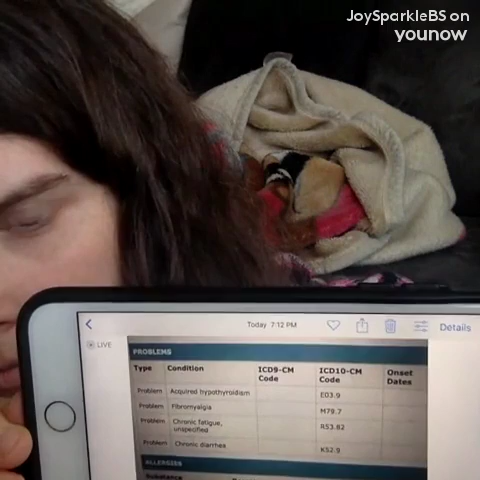 JoySparkleBS on
younow
Today 7:12 PM
Details
LIVE
PROBLEMS
Type Condition ICD9-CM Code ICD10-CM Code Onset Dates
Problem Acquired hypothyroidism E03.9
Problem Fibromyalgia M79.7
Problem Chronic fatigue, unspecified R53.82
Problem Chronic diarrhea K52.9
ALLERGIES
Substance